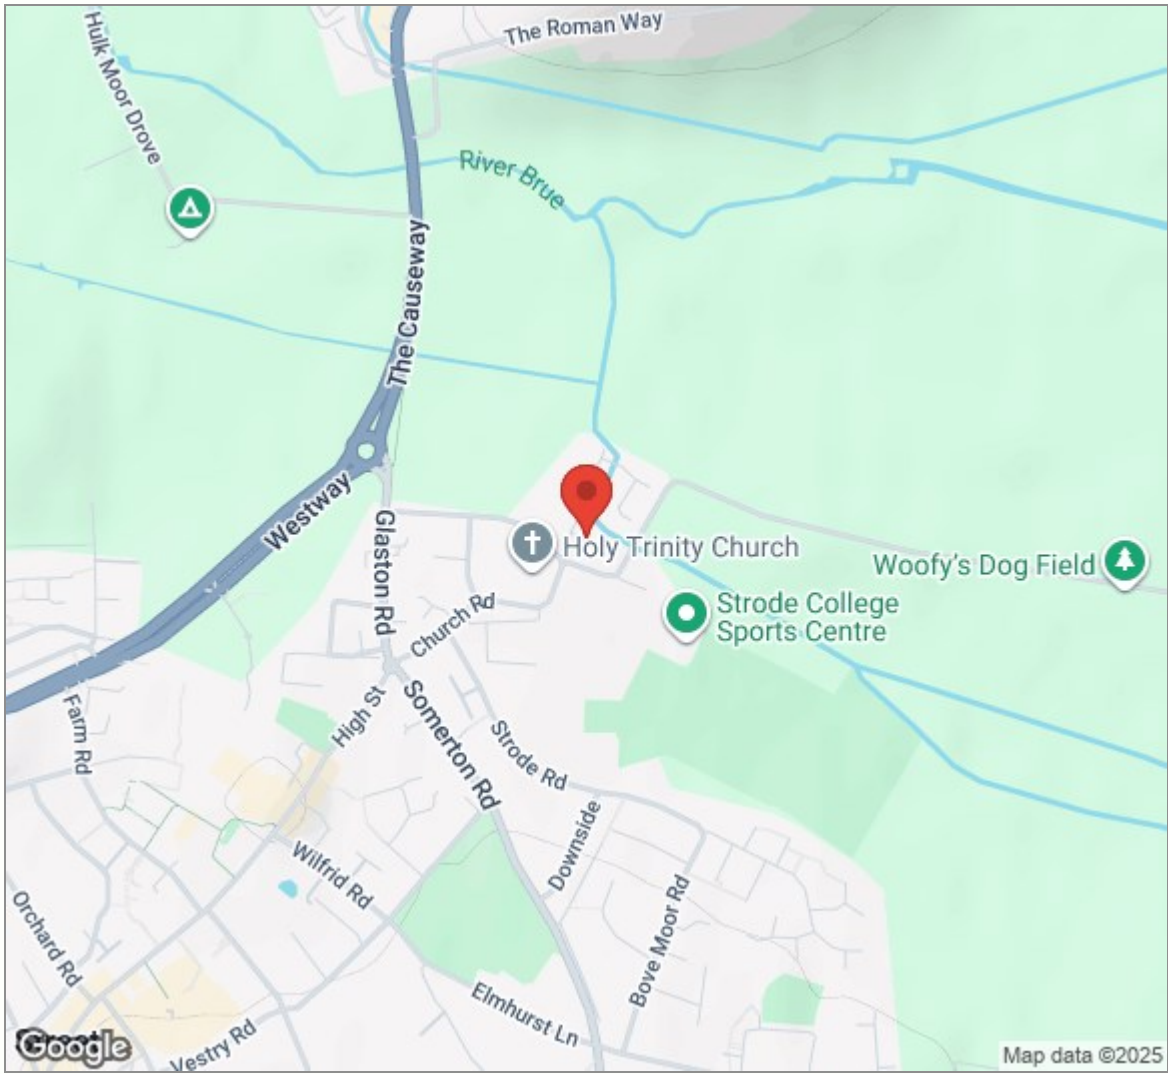 The Roman Way
Hulk Moor Drove
River Brue
The Causeway
Westway
Glaston Rd
Holy Trinity Church
Woofy's Dog Field
Strode College
Sports Centre
Church Rd
High St
Somerton Rd
Farm Rd
Strode Rd
Downside
Wilfrid Rd
Orchard Rd
Bove Moor Rd
Elmhurst Ln
Vestry Rd
Street
Google
Map data ©2025